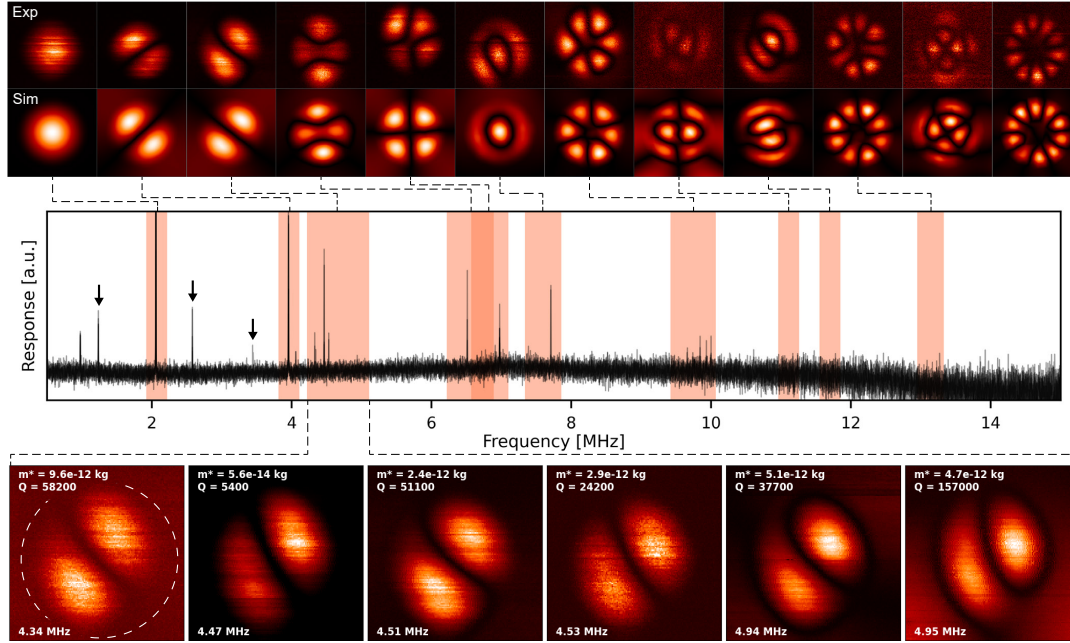 Exp
Sim
Response [a.u.]
2 4 6 8 10 12 14
Frequency [MHz]
m* = 9.6e-12 kg
Q = 58200
4.34 MHz
m* = 5.6e-14 kg
Q = 5400
4.47 MHz
m* = 2.4e-12 kg
Q = 51100
4.51 MHz
m* = 2.9e-12 kg
Q = 24200
4.53 MHz
m* = 5.1e-12 kg
Q = 37700
4.94 MHz
m* = 4.7e-12 kg
Q = 157000
4.95 MHz